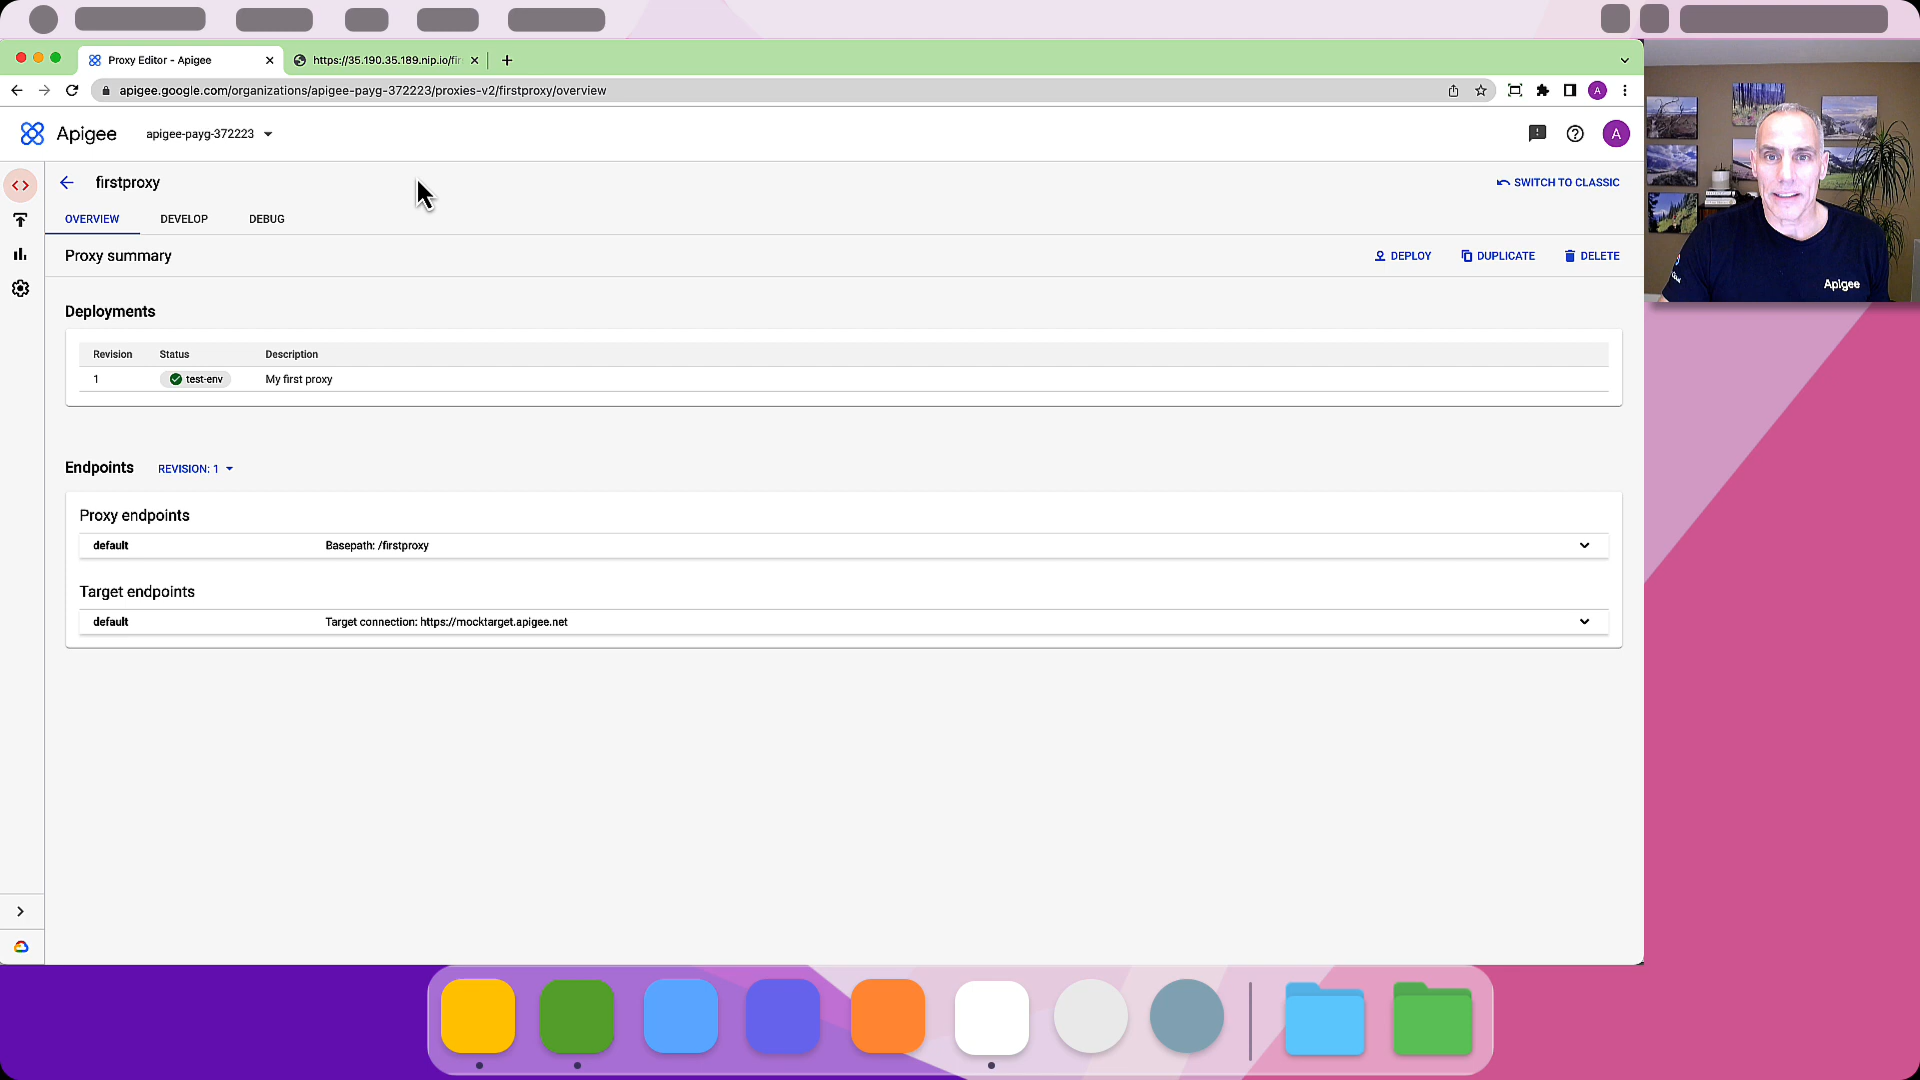 Proxy Editor - Apigee
https://35.190.35.189.nip.io/fir
apigee.google.com/organizations/apigee-payg-372223/proxies-v2/firstproxy/overview
A
Apigee
apigee-payg-372223
A
firstproxy
SWITCH TO CLASSIC
OVERVIEW
DEVELOP
DEBUG
Proxy summary
DEPLOY
DUPLICATE
DELETE
Deployments
Revision
Status
Description
1
test-env
My first proxy
Endpoints
REVISION: 1
Proxy endpoints
default
Basepath: /firstproxy
Target endpoints
default
Target connection: https://mocktarget.apigee.net
Apigee